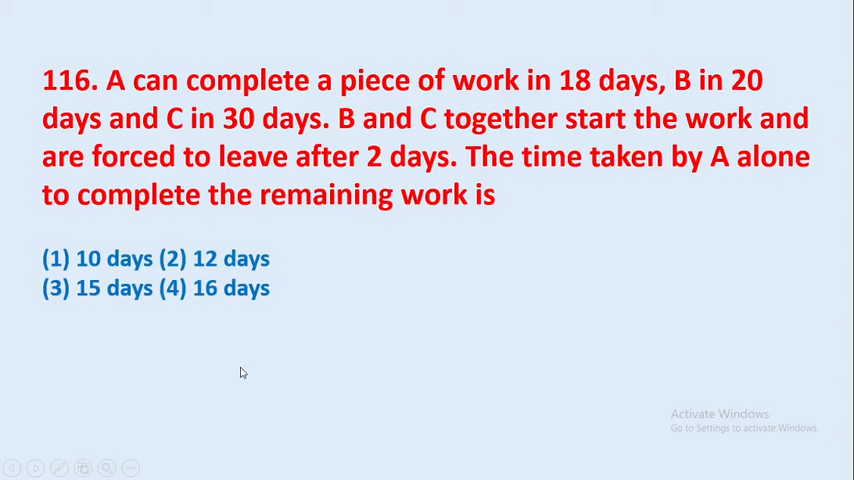 116. A can complete a piece of work in 18 days, B in 20
days and C in 30 days. B and C together start the work and
are forced to leave after 2 days. The time taken by A alone
to complete the remaining work is
(1) 10 days (2) 12 days
(3) 15 days (4) 16 days
Activate Windows
Go to Settings to activate Windows.